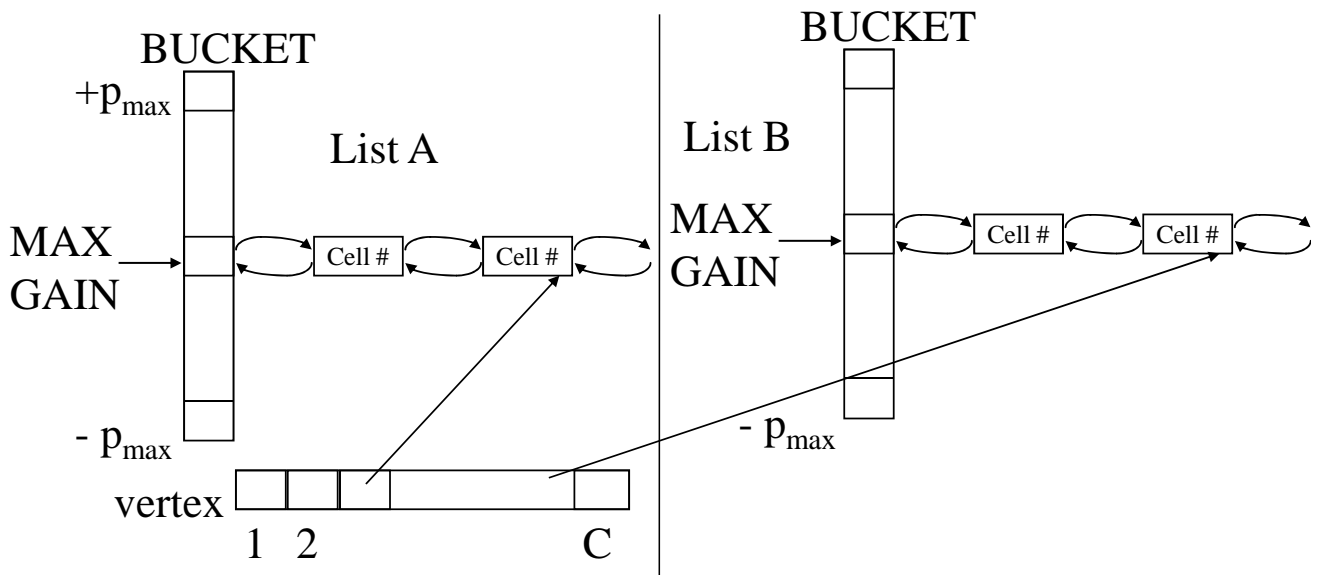 BUCKET
+pmax
List A
MAX
GAIN
Cell #
Cell #
- pmax
vertex
1 2 C
BUCKET
List B
MAX
GAIN
Cell #
Cell #
- pmax